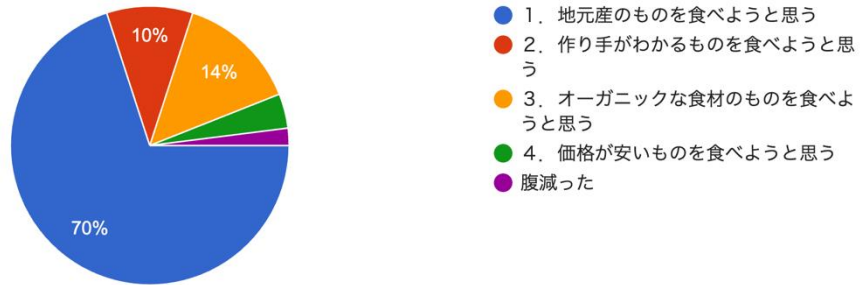 10%
14%
70%
1．地元産のものを食べようと思う
2．作り手がわかるものを食べようと思
う
3．オーガニックな食材のものを食べよ
うと思う
4．価格が安いものを食べようと思う
腹減った